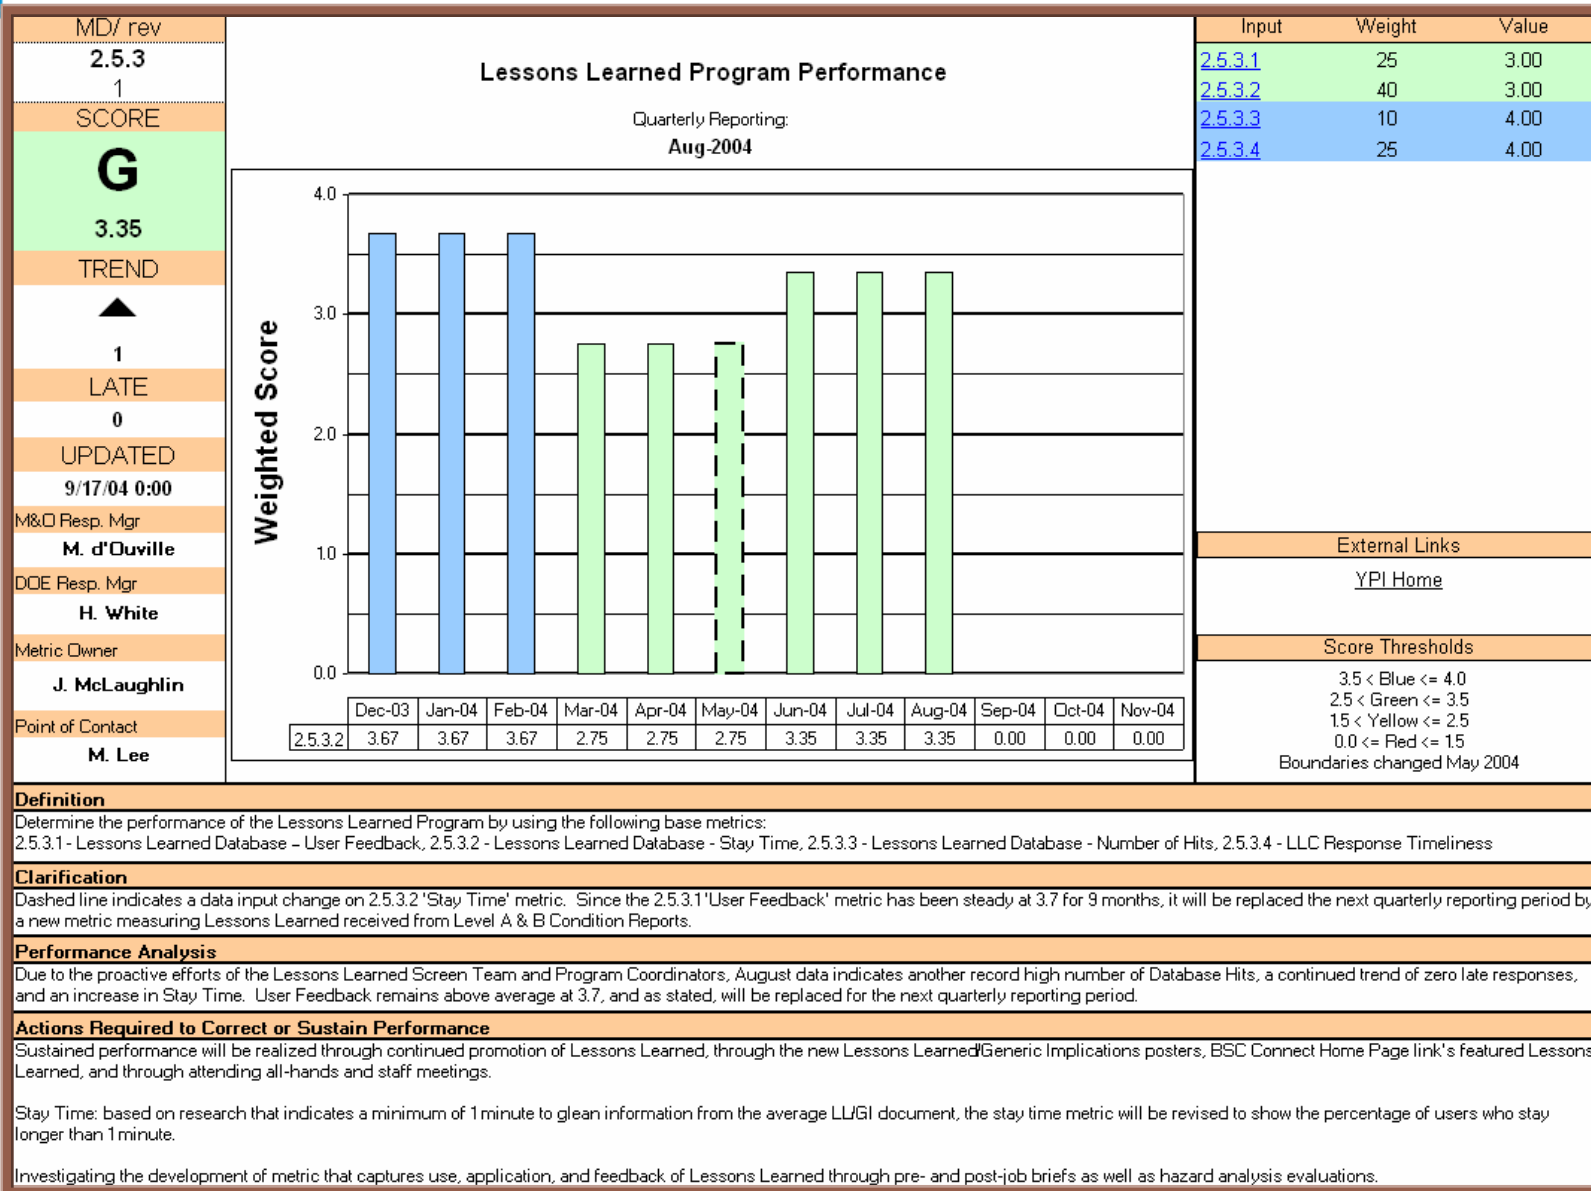 MD/ rev
2.5.3
1
SCORE
G
3.35
TREND
1
LATE
0
UPDATED
9/17/04 0:00
M&O Resp. Mgr
M. d'Ouville
DOE Resp. Mgr
H. White
Metric Owner
J. McLaughlin
Point of Contact
M. Lee
Lessons Learned Program Performance
Quarterly Reporting:
Aug-2004
Weighted Score
4.0
3.0
2.0
1.0
0.0
Dec-03 Jan-04 Feb-04 Mar-04 Apr-04 May-04 Jun-04 Jul-04 Aug-04 Sep-04 Oct-04 Nov-04
2.5.3.2 3.67 3.67 3.67 2.75 2.75 2.75 3.35 3.35 3.35 0.00 0.00 0.00
Input Weight Value
2.5.3.1 25 3.00
2.5.3.2 40 3.00
2.5.3.3 10 4.00
2.5.3.4 25 4.00
External Links
YPI Home
Score Thresholds
3.5 < Blue <= 4.0
2.5 < Green <= 3.5
1.5 < Yellow <= 2.5
0.0 <= Red <= 1.5
Boundaries changed May 2004
Definition
Determine the performance of the Lessons Learned Program by using the following base metrics:
2.5.3.1 - Lessons Learned Database – User Feedback, 2.5.3.2 - Lessons Learned Database - Stay Time, 2.5.3.3 - Lessons Learned Database - Number of Hits, 2.5.3.4 - LLC Response Timeliness
Clarification
Dashed line indicates a data input change on 2.5.3.2 'Stay Time' metric.  Since the 2.5.3.1 'User Feedback' metric has been steady at 3.7 for 9 months, it will be replaced the next quarterly reporting period by
a new metric measuring Lessons Learned received from Level A & B Condition Reports.
Performance Analysis
Due to the proactive efforts of the Lessons Learned Screen Team and Program Coordinators, August data indicates another record high number of Database Hits, a continued trend of zero late responses,
and an increase in Stay Time.  User Feedback remains above average at 3.7, and as stated, will be replaced for the next quarterly reporting period.
Actions Required to Correct or Sustain Performance
Sustained performance will be realized through continued promotion of Lessons Learned, through the new Lessons Learned/Generic Implications posters, BSC Connect Home Page link's featured Lessons
Learned, and through attending all-hands and staff meetings.
Stay Time: based on research that indicates a minimum of 1 minute to glean information from the average LL/GI document, the stay time metric will be revised to show the percentage of users who stay
longer than 1 minute.
Investigating the development of metric that captures use, application, and feedback of Lessons Learned through pre- and post-job briefs as well as hazard analysis evaluations.